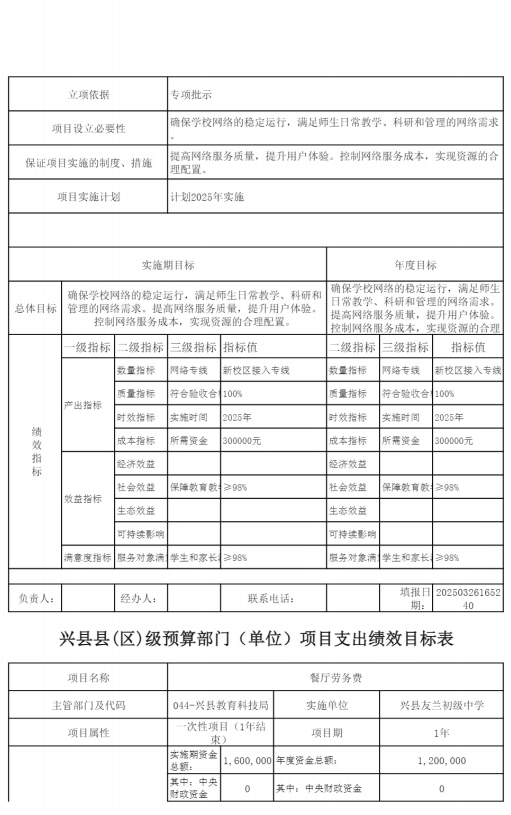 立项依据 专项批示
项目设立必要性 确保学校网络的稳定运行，满足师生日常教学、科研和管理的网络需求
。
保证项目实施的制度、措施 提高网络服务质量，提升用户体验。控制网络服务成本，实现资源的合
理配置。
项目实施计划 计划2025年实施
实施期目标 年度目标
总体目标 确保学校网络的稳定运行，满足师生日常教学、科研和
管理的网络需求。提高网络服务质量，提升用户体验。
控制网络服务成本，实现资源的合理配置。
确保学校网络的稳定运行，满足师生
日常教学、科研和管理的网络需求。
提高网络服务质量，提升用户体验。
控制网络服务成本，实现资源的合理
绩效指标
一级指标 二级指标 三级指标 指标值 二级指标 三级指标 指标值
产出指标
数量指标 网络专线 新校区接入专线 数量指标 网络专线 新校区接入专线
质量指标 符合验收合 100% 质量指标 符合验收合 100%
时效指标 实施时间 2025年 时效指标 实施时间 2025年
成本指标 所需资金 300000元 成本指标 所需资金 300000元
效益指标
经济效益 经济效益
社会效益 保障教育教 ≥98% 社会效益 保障教育教 ≥98%
生态效益 生态效益
可持续影响 可持续影响
满意度指标 服务对象满 学生和家长 ≥98% 服务对象满 学生和家长 ≥98%
负责人： 经办人： 联系电话： 填报日
期：
202503261652
40
兴县县(区)级预算部门（单位）项目支出绩效目标表
项目名称 餐厅劳务费
主管部门及代码 044-兴县教育科技局 实施单位 兴县友兰初级中学
项目属性 一次性项目（1年结
束） 项目期 1年
实施期资金
总额： 1,600,000 年度资金总额： 1,200,000
其中：中央
财政资金 0 其中：中央财政资金 0